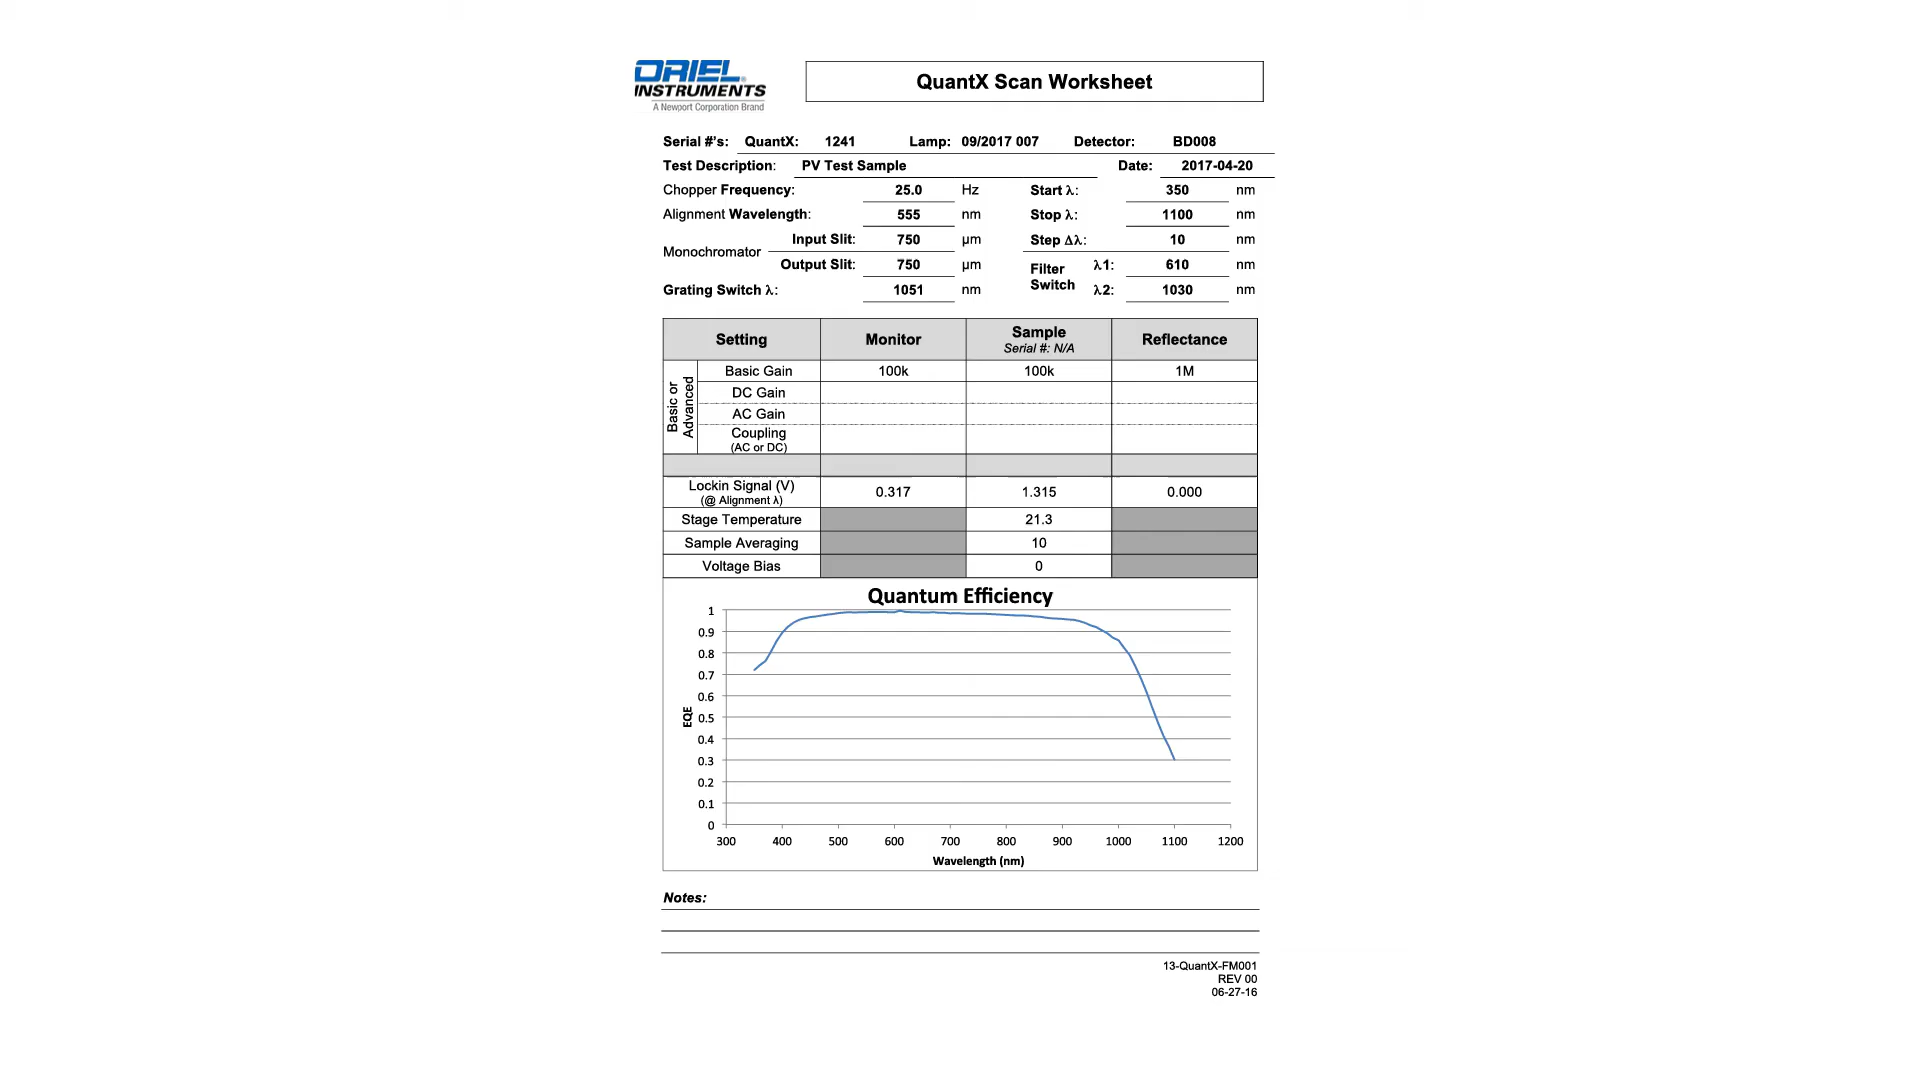 ORIEL®
INSTRUMENTS
A Newport Corporation Brand
QuantX Scan Worksheet
Serial #'s: QuantX: 1241 Lamp: 09/2017 007 Detector: BD008
Test Description: PV Test Sample Date: 2017-04-20
Chopper Frequency: 25.0 Hz Start λ: 350 nm
Alignment Wavelength: 555 nm Stop λ: 1100 nm
Monochromator Input Slit: 750 µm Step Δλ: 10 nm
Output Slit: 750 µm Filter Switch λ1: 610 nm
Grating Switch λ: 1051 nm λ2: 1030 nm
Setting Monitor Sample Reflectance
Serial #: N/A
Basic or Advanced
Basic Gain 100k 100k 1M
DC Gain
AC Gain
Coupling
(AC or DC)
Lockin Signal (V) 0.317 1.315 0.000
(@ Alignment λ)
Stage Temperature 21.3
Sample Averaging 10
Voltage Bias 0
Quantum Efficiency
1
0.9
0.8
0.7
0.6
0.5
0.4
0.3
0.2
0.1
0
EQE
300 400 500 600 700 800 900 1000 1100 1200
Wavelength (nm)
Notes:
13-QuantX-FM001
REV 00
06-27-16